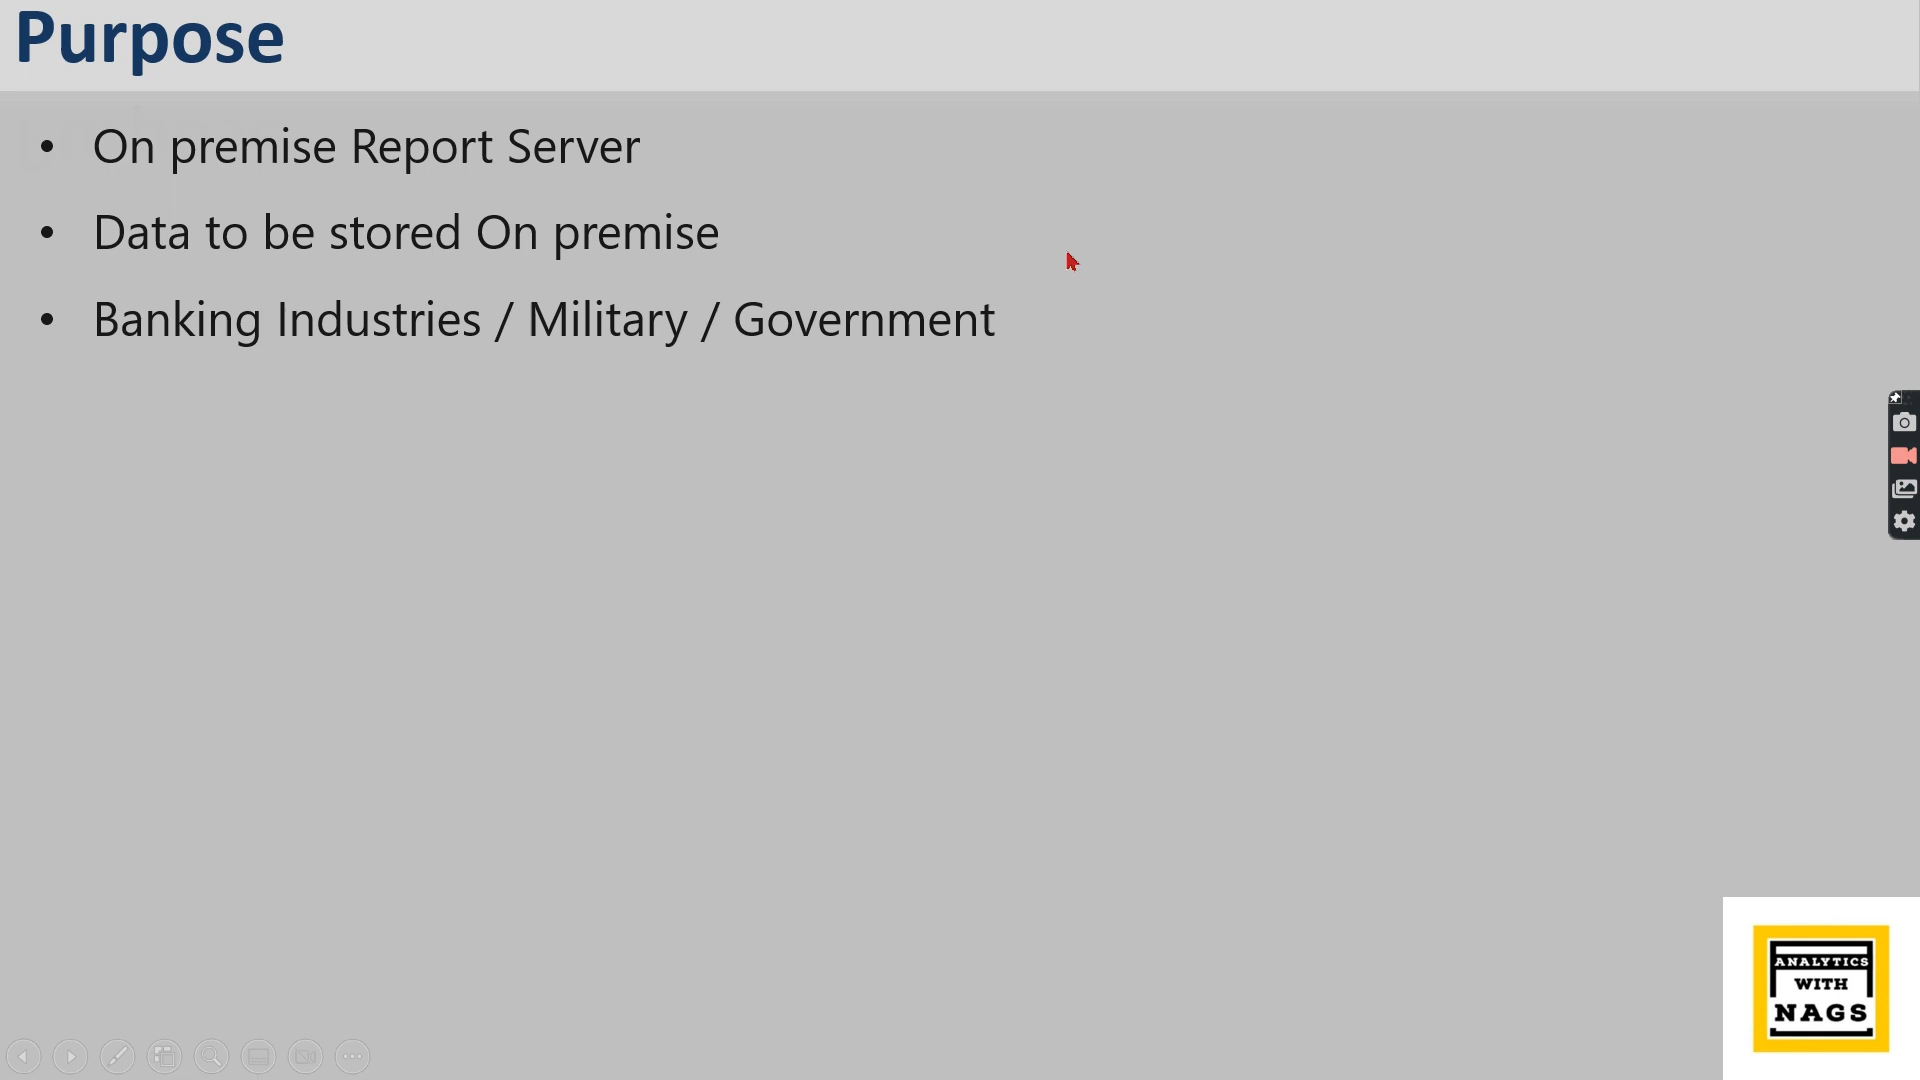 Purpose
• On premise Report Server
• Data to be stored On premise
• Banking Industries / Military / Government
ANALYTICS
WITH
NAGS